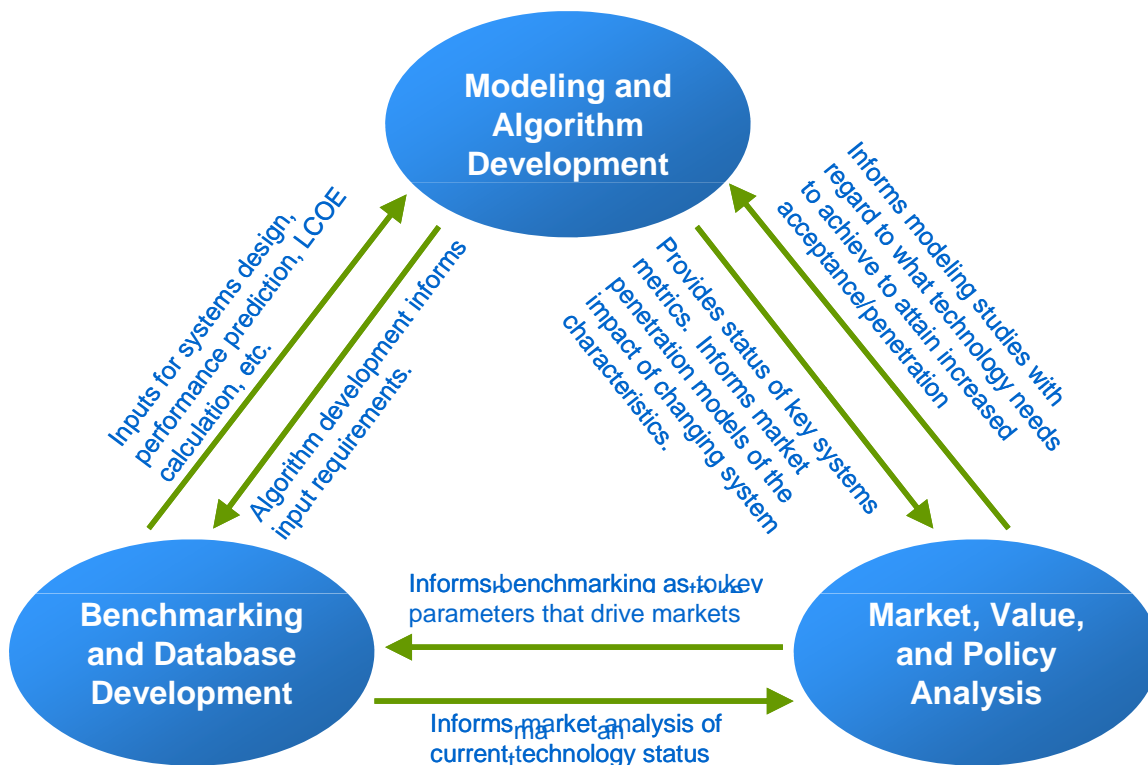 Modeling and
Algorithm
Development
Inputs for systems design,
performance prediction, LCOE
calculation, etc.
Algorithm development informs
input requirements.
Provides status of key systems
metrics.  Informs market
penetration models of the
impact of changing system
characteristics.
Informs modeling studies with
regard to what technology needs
to achieve to attain increased
acceptance/penetration
Benchmarking
and Database
Development
Informs benchmarking as to key
parameters that drive markets
Informs market analysis of
current technology status
Market, Value,
and Policy
Analysis